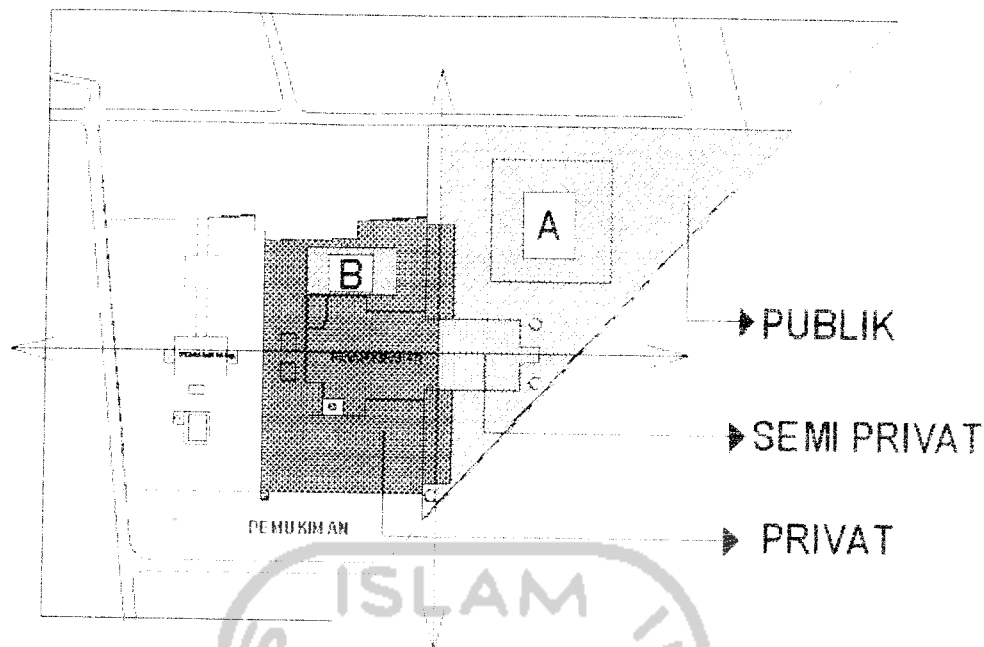 A
B
PUBLIK
SEMI PRIVAT
PRIVAT
PEMUKIMAN
ISLAM